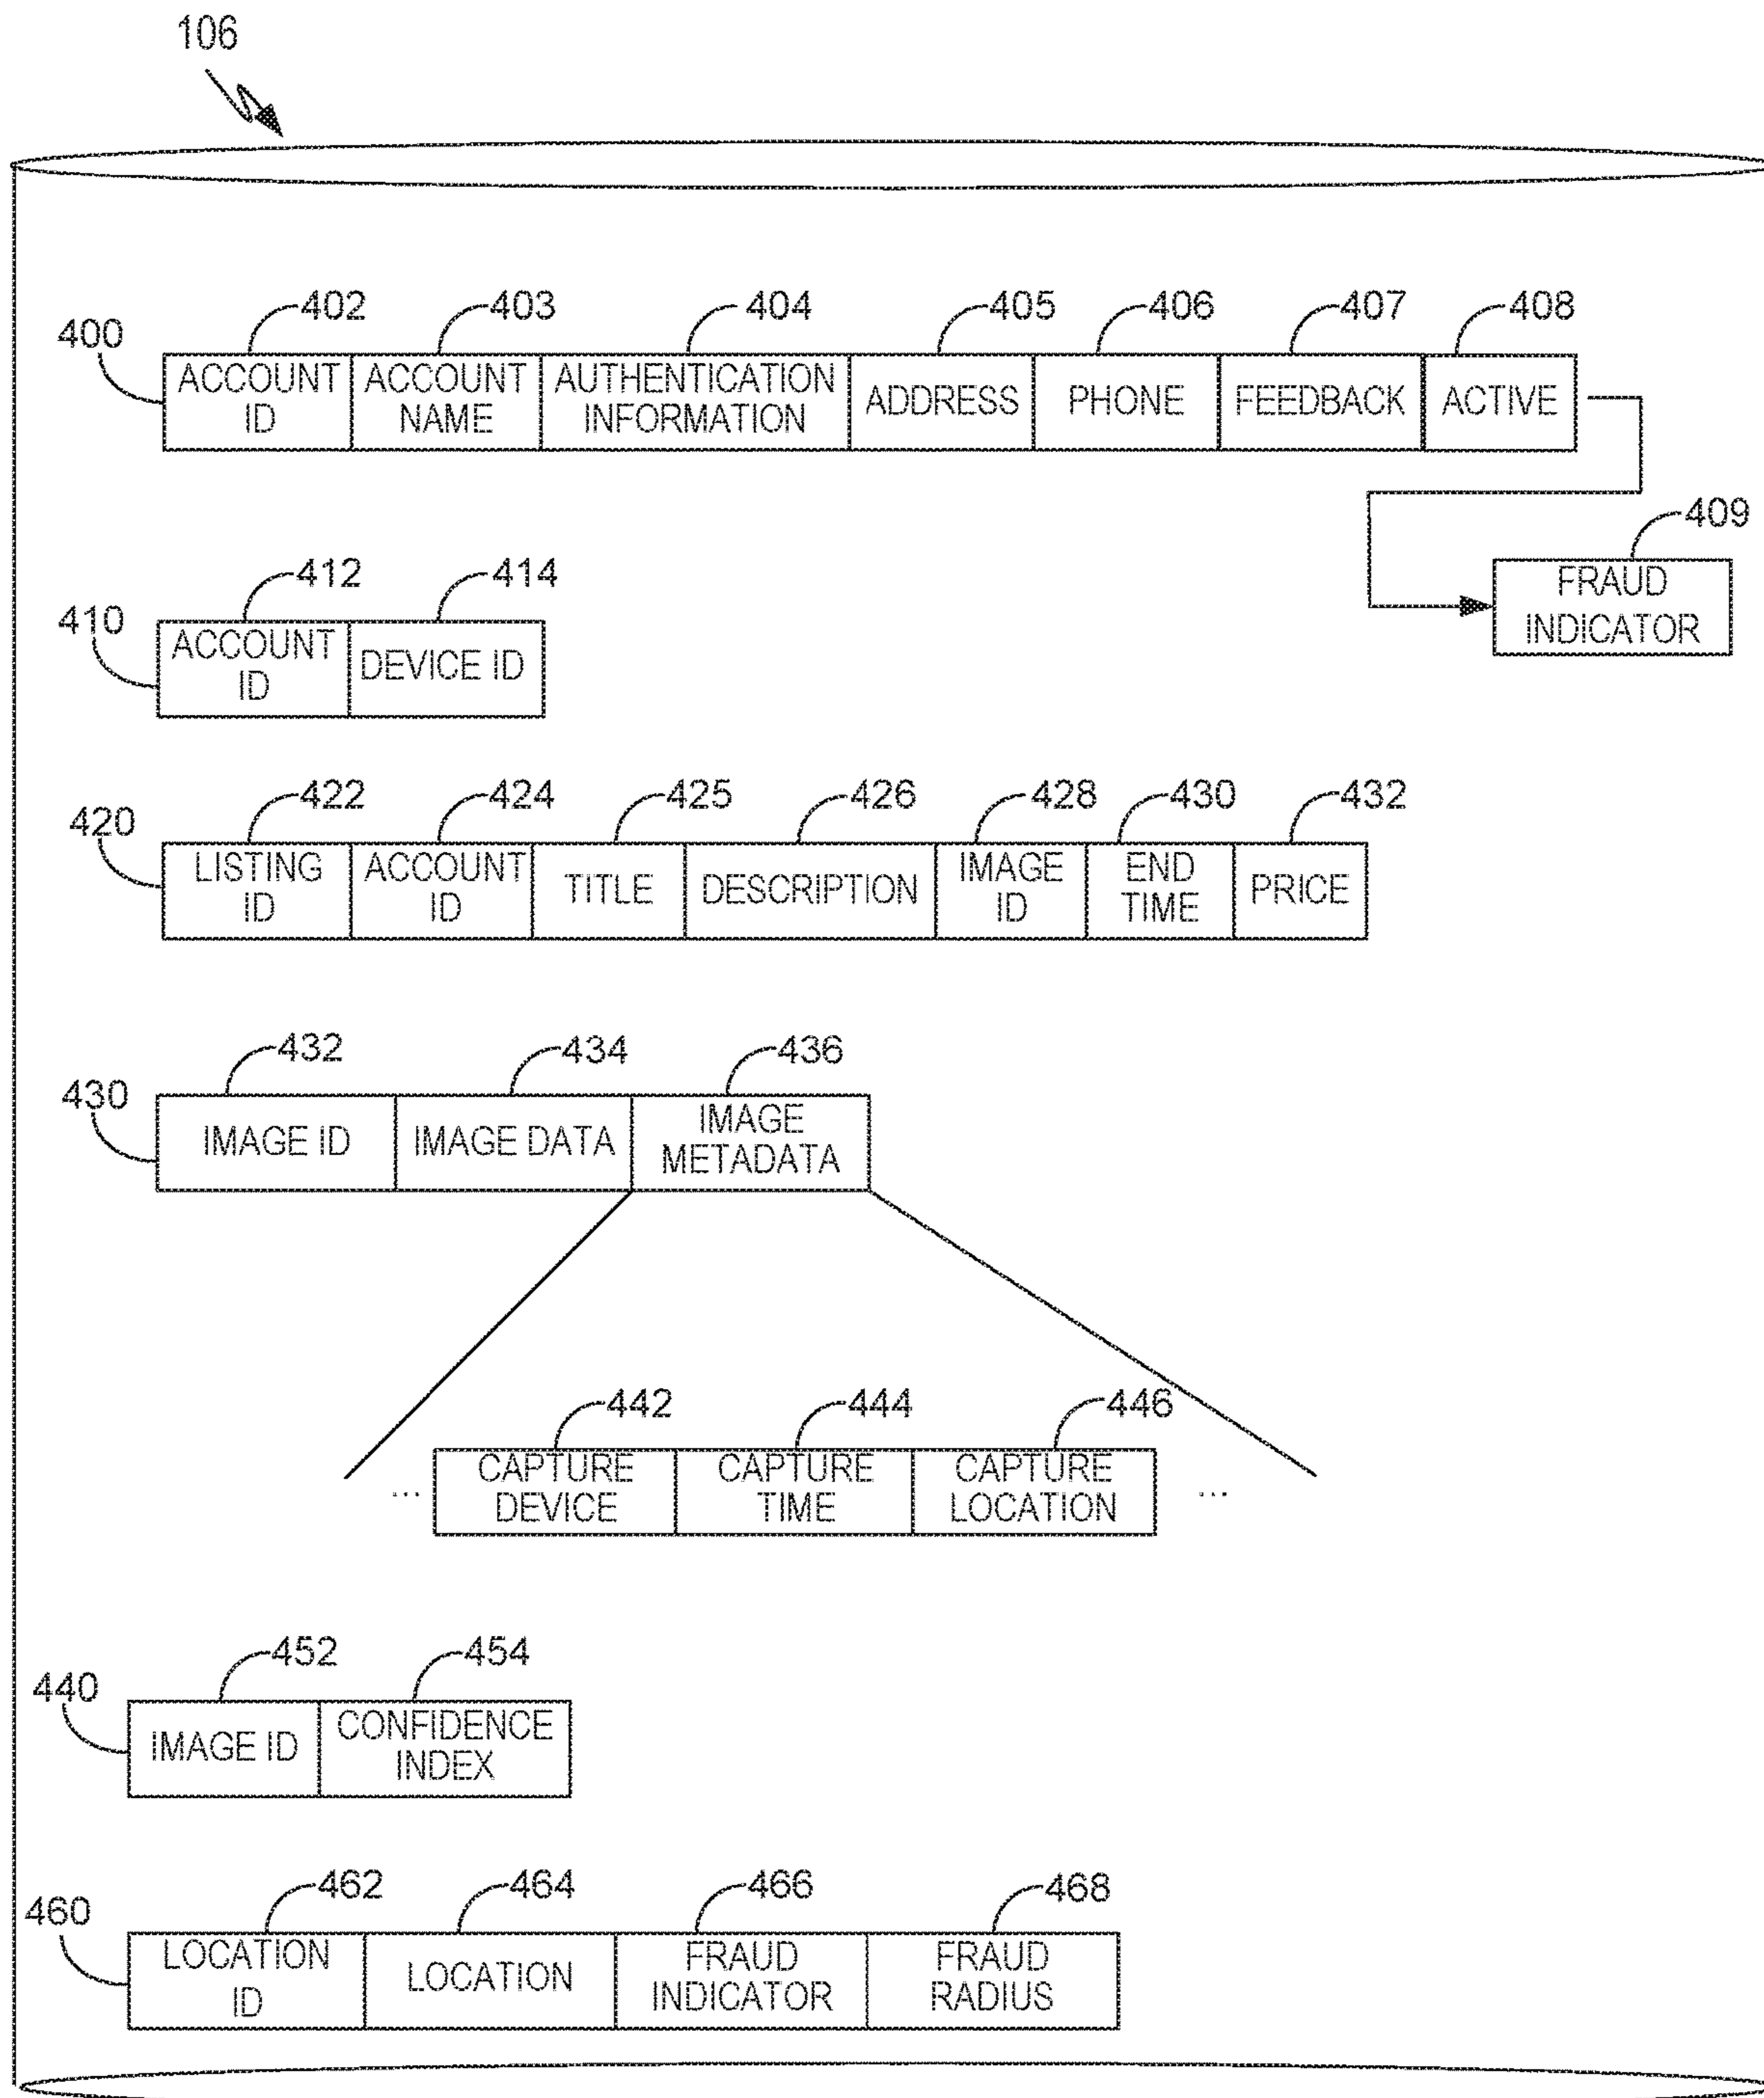 106
402 403 404 405 406 407 408
400
ACCOUNT ID
ACCOUNT NAME
AUTHENTICATION INFORMATION
ADDRESS
PHONE
FEEDBACK
ACTIVE
409
FRAUD
INDICATOR
412 414
410
ACCOUNT ID
DEVICE ID
422 424 425 426 428 430 432
420
LISTING ID
ACCOUNT ID
TITLE
DESCRIPTION
IMAGE ID
END TIME
PRICE
432 434 436
430
IMAGE ID
IMAGE DATA
IMAGE METADATA
442 444 446
...
CAPTURE DEVICE
CAPTURE TIME
CAPTURE LOCATION
...
452 454
440
IMAGE ID
CONFIDENCE INDEX
462 464 466 468
460
LOCATION ID
LOCATION
FRAUD INDICATOR
FRAUD RADIUS